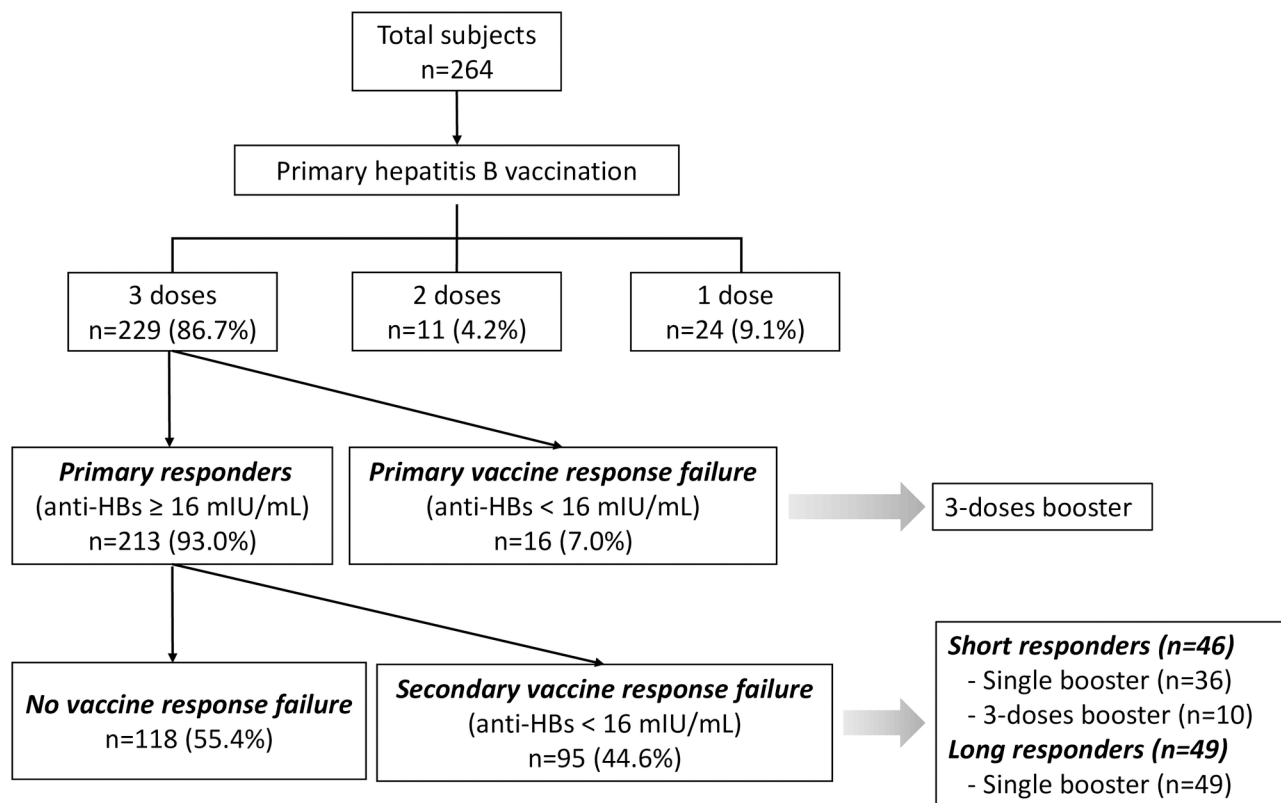 Total subjects
n=264
Primary hepatitis B vaccination
3 doses
n=229 (86.7%)
2 doses
n=11 (4.2%)
1 dose
n=24 (9.1%)
Primary responders
(anti-HBs ≥ 16 mIU/mL)
n=213 (93.0%)
Primary vaccine response failure
(anti-HBs < 16 mIU/mL)
n=16 (7.0%)
3-doses booster
No vaccine response failure
n=118 (55.4%)
Secondary vaccine response failure
(anti-HBs < 16 mIU/mL)
n=95 (44.6%)
Short responders (n=46)
- Single booster (n=36)
- 3-doses booster (n=10)
Long responders (n=49)
- Single booster (n=49)